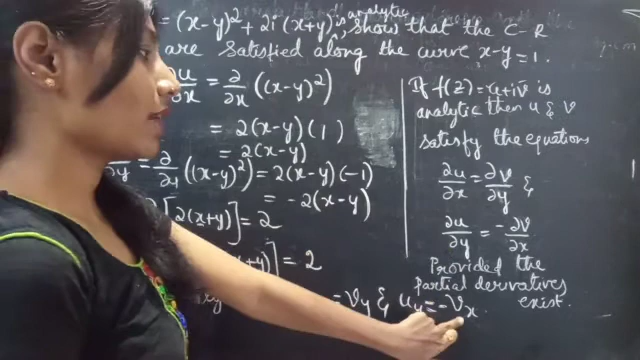 = (x-y)² + 2i(x+y), is analytic show that the C-R
are satisfied along the curve x-y=1.
∂u/∂x = ∂/∂x ((x-y)²)
= 2(x-y)(1)
= 2(x-y)
∂y = ∂/∂y ((x-y)²) = 2(x-y)(-1)
= -2(x-y)
[2(x+y)] = 2
+y)] = 2
= vy & uy = -vx
If f(z)=u+iv is
analytic then u & v
satisfy the equations
∂u/∂x = ∂v/∂y &
∂u/∂y = -∂v/∂x
Provided the
partial derivatives
exist.